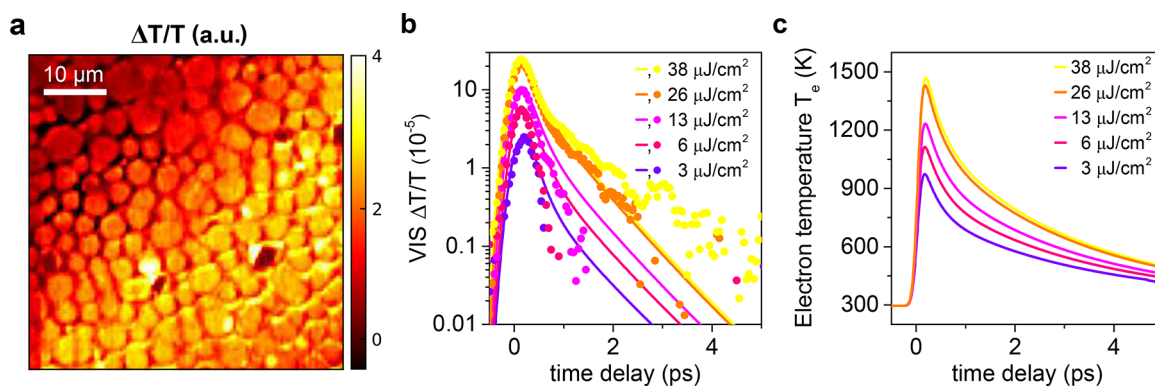 a
ΔT/T (a.u.)
10 μm
4
2
0
b
VIS ΔT/T (10⁻⁵)
10
1
0.1
0.01
, 38 μJ/cm²
, 26 μJ/cm²
, 13 μJ/cm²
, 6 μJ/cm²
, 3 μJ/cm²
0 2 4
time delay (ps)
c
Electron temperature Tₑ (K)
1500
1200
900
600
300
38 μJ/cm²
26 μJ/cm²
13 μJ/cm²
6 μJ/cm²
3 μJ/cm²
0 2 4
time delay (ps)